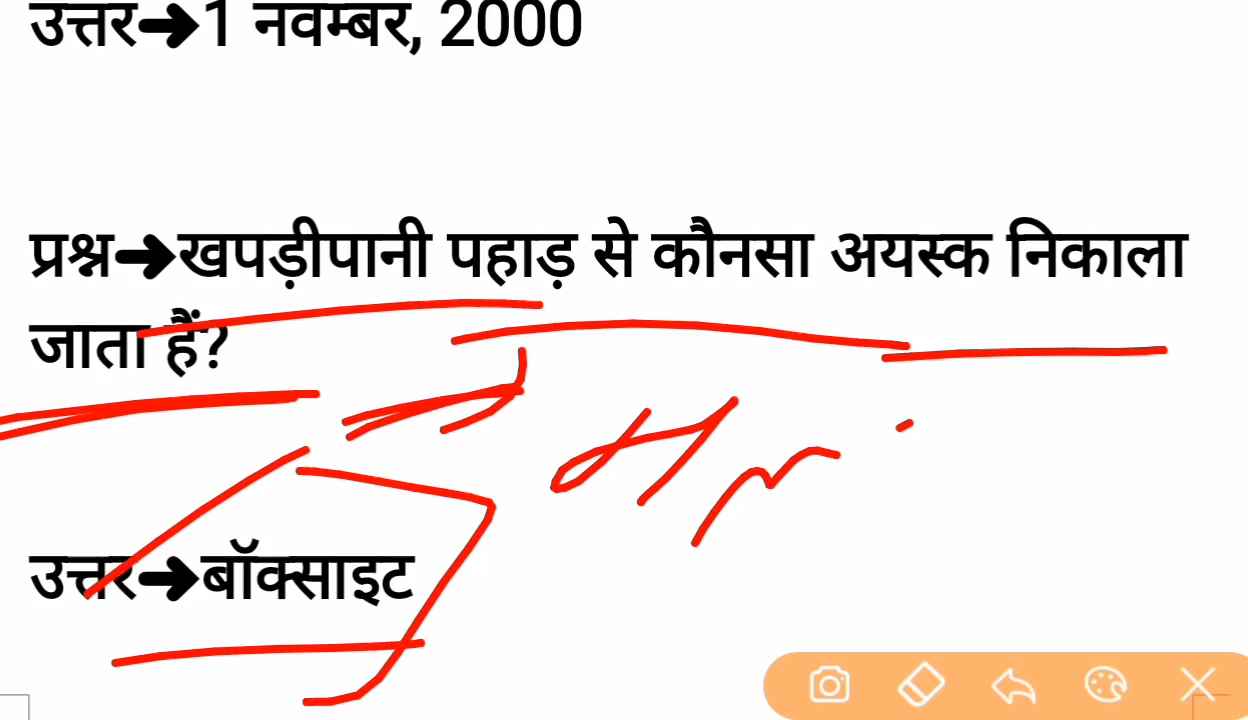 उत्तर→1 नवम्बर, 2000
प्रश्न→खपड़ीपानी पहाड़ से कौनसा अयस्क निकाला
जाता हैं?
उत्तर→बॉक्साइट